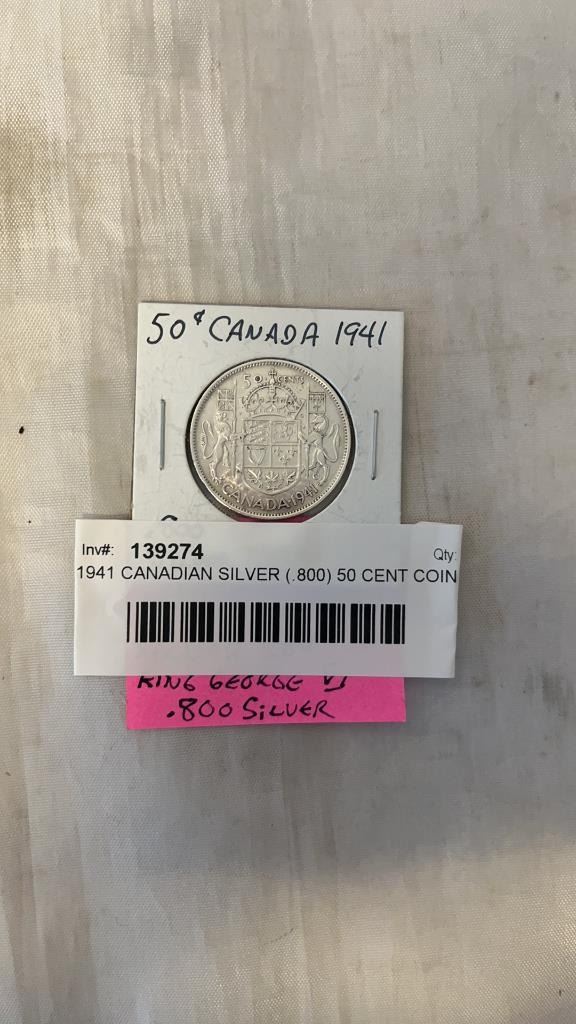 50¢ CANADA 1941
50 CENTS
CANADA 1941
Inv#: 139274 Qty:
1941 CANADIAN SILVER (.800) 50 CENT COIN
KING GEORGE VI
.800 SILVER